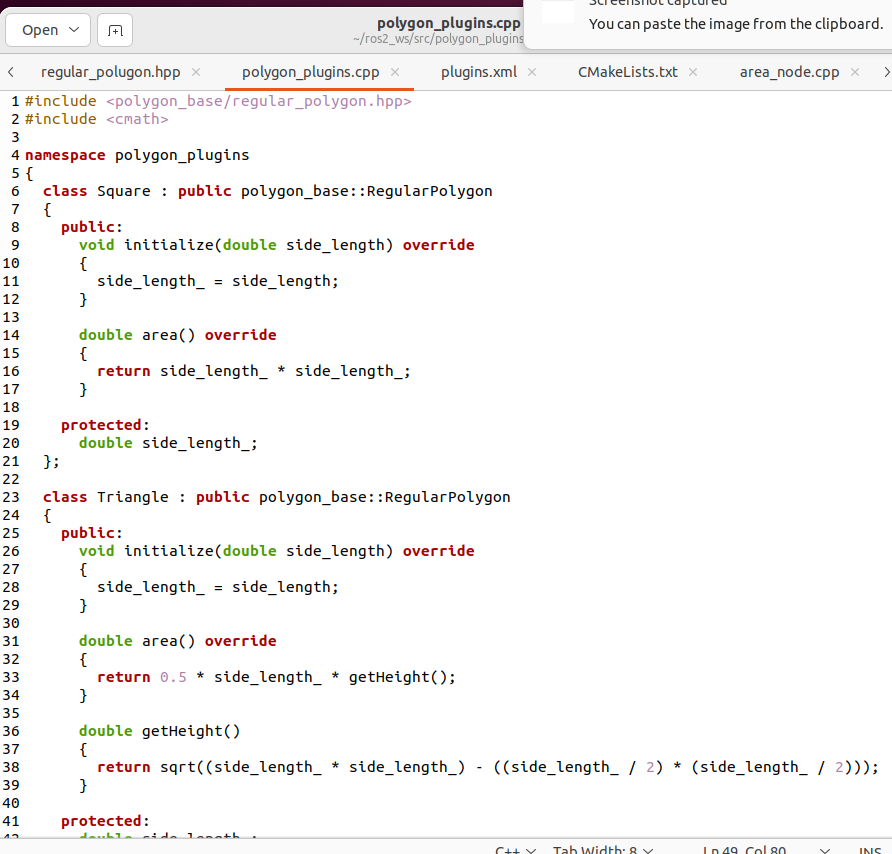 Screenshot captured
You can paste the image from the clipboard.
Open
polygon_plugins.cpp
~/ros2_ws/src/polygon_plugins
regular_polugon.hpp
polygon_plugins.cpp
plugins.xml
CMakeLists.txt
area_node.cpp
1 #include <polygon_base/regular_polygon.hpp>
2 #include <cmath>
3
4 namespace polygon_plugins
5 {
6 class Square : public polygon_base::RegularPolygon
7 {
8 public:
9 void initialize(double side_length) override
10 {
11 side_length_ = side_length;
12 }
13
14 double area() override
15 {
16 return side_length_ * side_length_;
17 }
18
19 protected:
20 double side_length_;
21 };
22
23 class Triangle : public polygon_base::RegularPolygon
24 {
25 public:
26 void initialize(double side_length) override
27 {
28 side_length_ = side_length;
29 }
30
31 double area() override
32 {
33 return 0.5 * side_length_ * getHeight();
34 }
35
36 double getHeight()
37 {
38 return sqrt((side_length_ * side_length_) - ((side_length_ / 2) * (side_length_ / 2)));
39 }
40
41 protected:
42 double side_length_;
C++ Tab Width: 8 Ln 49, Col 80 INS